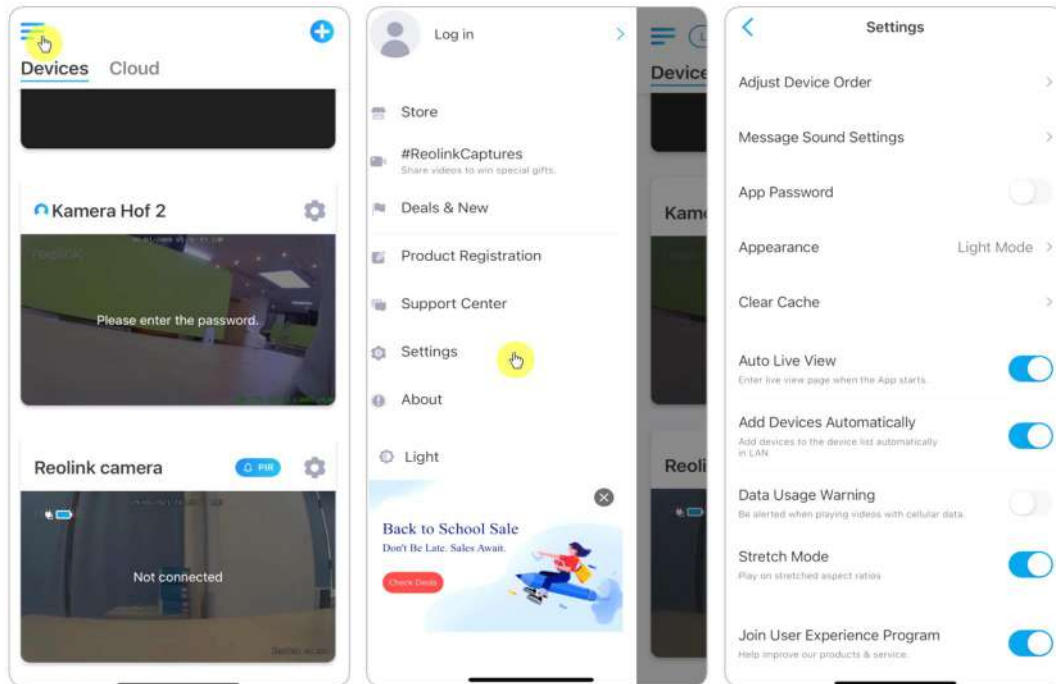 Devices Cloud
Kamera Hof 2
reolink
Please enter the password.
Reolink camera
PIR
Not connected
Log in
Store
#ReolinkCaptures
Share videos to win special gifts.
Deals & New
Product Registration
Support Center
Settings
About
Light
Back to School Sale
Don't Be Late. Sales Await.
Check Deals
L
Device
Kam
Reoli
Settings
Adjust Device Order
Message Sound Settings
App Password
Appearance Light Mode
Clear Cache
Auto Live View
Enter live view page when the App starts.
Add Devices Automatically
Add devices to the device list automatically
in LAN
Data Usage Warning
Be alerted when playing videos with cellular data.
Stretch Mode
Play on stretched aspect ratios
Join User Experience Program
Help improve our products & service.